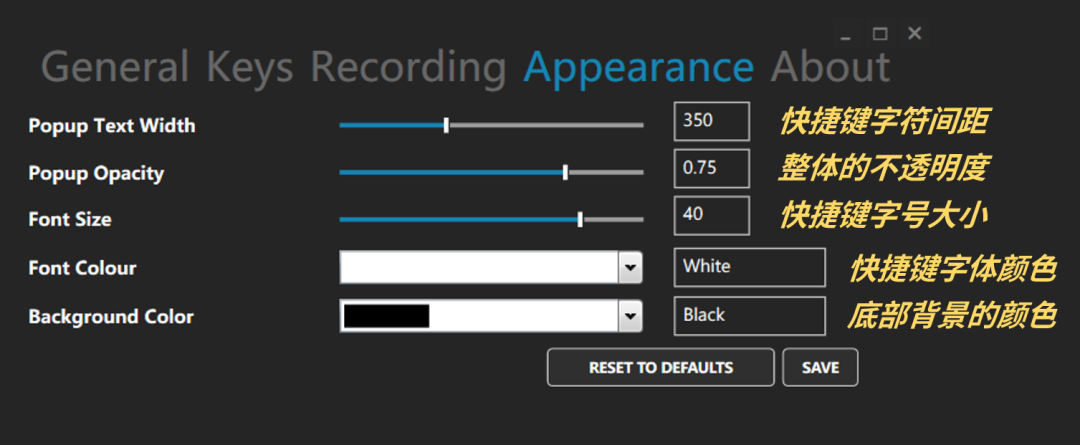 General Keys Recording Appearance About
Popup Text Width 350 快捷键字符间距
Popup Opacity 0.75 整体的不透明度
Font Size 40 快捷键字号大小
Font Colour White 快捷键字体颜色
Background Color Black 底部背景的颜色
RESET TO DEFAULTS SAVE